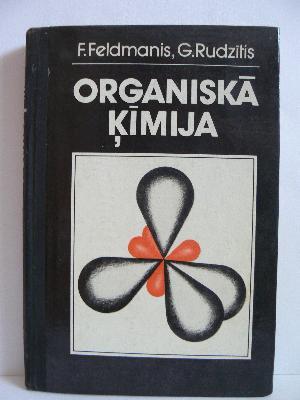 F. Feldmanis, G. Rudzītis
ORGANISKĀ
ĶĪMIJA